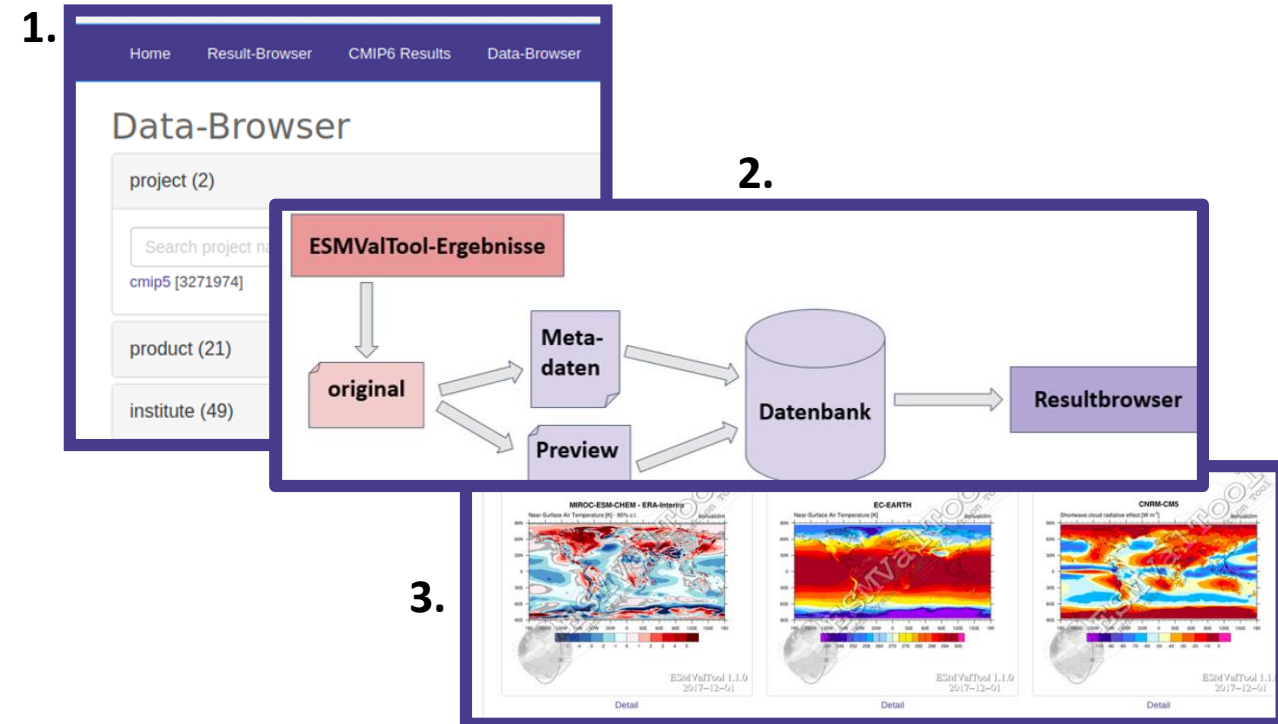 1.
Home Result-Browser CMIP6 Results Data-Browser
Data-Browser
project (2)
Search project
cmip5 [3271974]
product (21)
institute (49)
2.
ESMValTool-Ergebnisse
original
Meta-
daten
Preview
Datenbank
Resultbrowser
3.
MIROC-ESM-CHEM - ERA-Interim
Near-Surface Air Temperature [K] - 95% c.l.
ESMValTool 1.1.0
2017-12-01
Detail
EC-EARTH
Near-Surface Air Temperature [K]
ESMValTool 1.1.0
2017-12-01
Detail
CNRM-CM5
Shortwave cloud radiative effect [W m⁻²]
ESMValTool 1.1.
2017-12-01
Detail